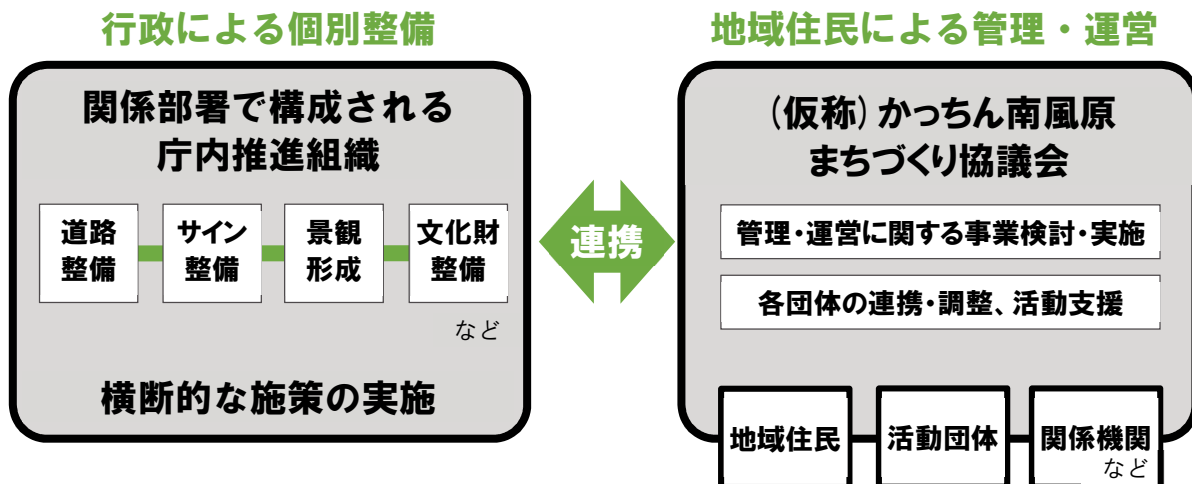 行政による個別整備
関係部署で構成される
庁内推進組織
道路
整備
サイン
整備
景観
形成
文化財
整備
など
横断的な施策の実施
連携
地域住民による管理・運営
(仮称)かっちん南風原
まちづくり協議会
管理・運営に関する事業検討・実施
各団体の連携・調整、活動支援
地域住民
活動団体
関係機関
など